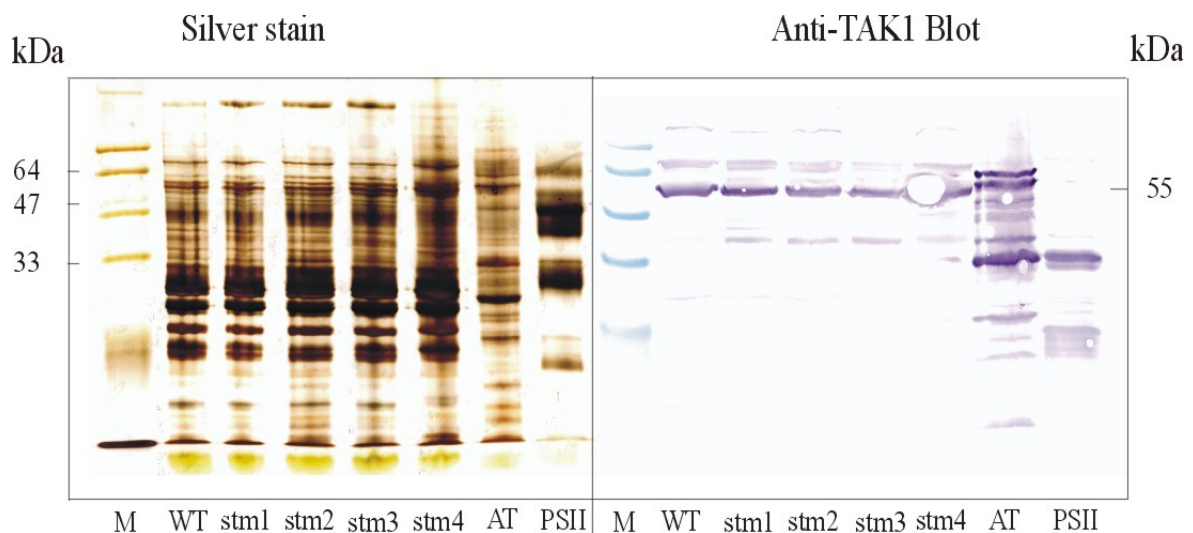 Silver stain Anti-TAK1 Blot
kDa kDa
64
55
47
33
M WT stm1 stm2 stm3 stm4 AT PSII M WT stm1 stm2 stm3 stm4 AT PSII